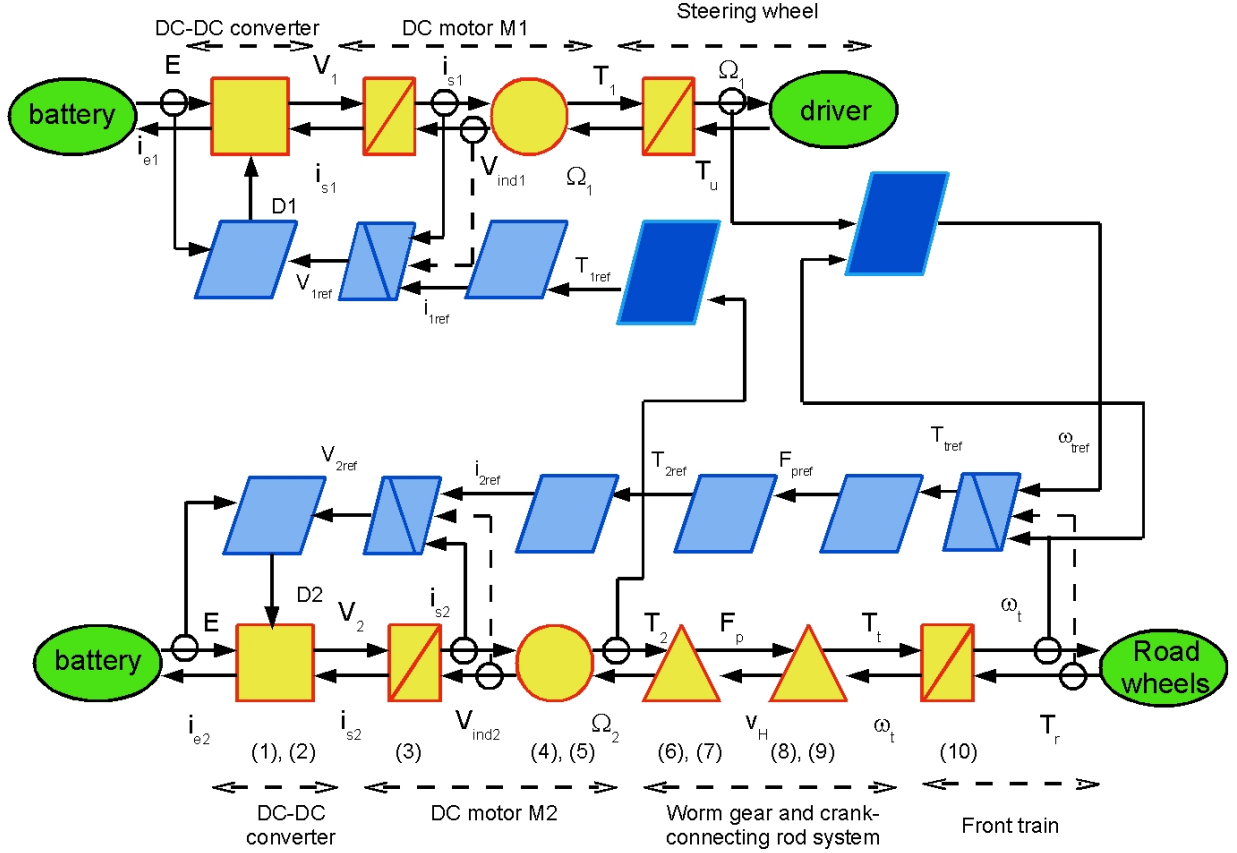 Steering wheel
DC-DC converter
DC motor M1
E
V1
is1
T1
Ω1
battery
driver
ie1
is1
Vind1
Ω1
Tu
D1
V1ref
i1ref
T1ref
V2ref
i2ref
T2ref
Fpref
Ttref
ωtref
D2
E
V2
is2
T2
Fp
Tt
ωt
battery
Road
wheels
ie2
is2
Vind2
Ω2
vH
ωt
Tr
(1), (2)
(3)
(4), (5)
(6), (7)
(8), (9)
(10)
DC-DC
converter
DC motor M2
Worm gear and crank-
connecting rod system
Front train